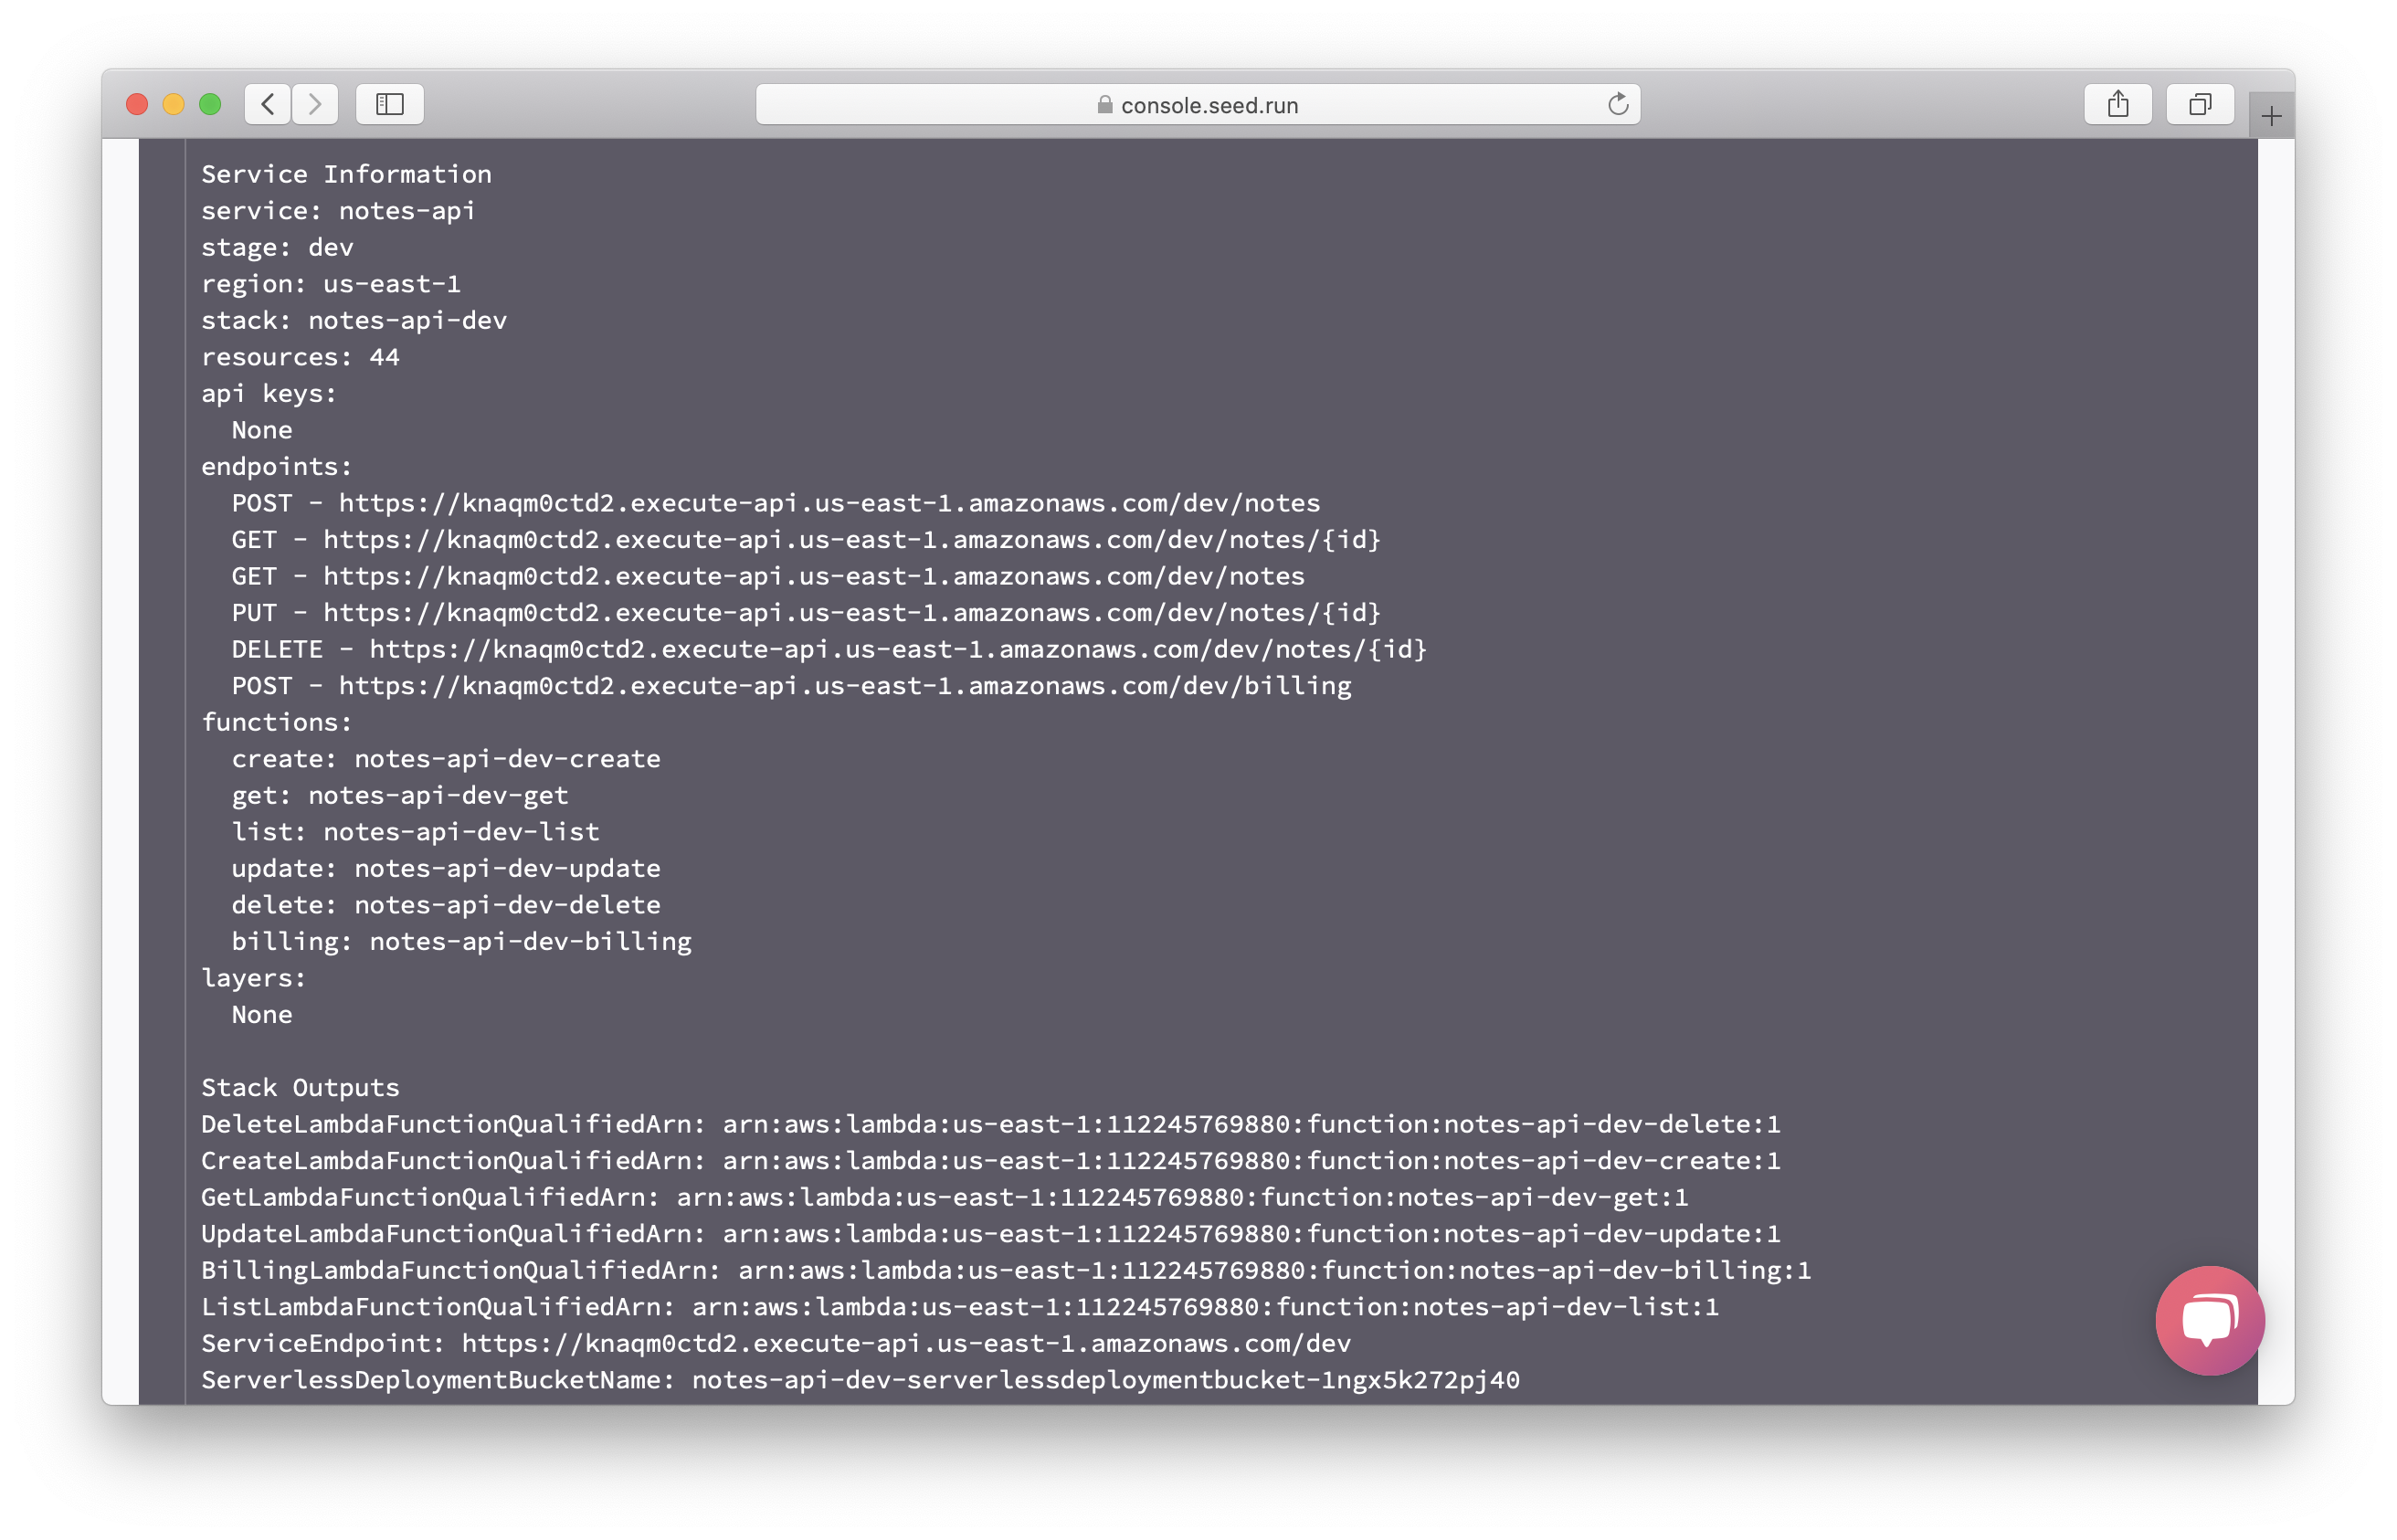 console.seed.run
Service Information
service: notes-api
stage: dev
region: us-east-1
stack: notes-api-dev
resources: 44
api keys:
  None
endpoints:
  POST - https://knaqm0ctd2.execute-api.us-east-1.amazonaws.com/dev/notes
  GET - https://knaqm0ctd2.execute-api.us-east-1.amazonaws.com/dev/notes/{id}
  GET - https://knaqm0ctd2.execute-api.us-east-1.amazonaws.com/dev/notes
  PUT - https://knaqm0ctd2.execute-api.us-east-1.amazonaws.com/dev/notes/{id}
  DELETE - https://knaqm0ctd2.execute-api.us-east-1.amazonaws.com/dev/notes/{id}
  POST - https://knaqm0ctd2.execute-api.us-east-1.amazonaws.com/dev/billing
functions:
  create: notes-api-dev-create
  get: notes-api-dev-get
  list: notes-api-dev-list
  update: notes-api-dev-update
  delete: notes-api-dev-delete
  billing: notes-api-dev-billing
layers:
  None
Stack Outputs
DeleteLambdaFunctionQualifiedArn: arn:aws:lambda:us-east-1:112245769880:function:notes-api-dev-delete:1
CreateLambdaFunctionQualifiedArn: arn:aws:lambda:us-east-1:112245769880:function:notes-api-dev-create:1
GetLambdaFunctionQualifiedArn: arn:aws:lambda:us-east-1:112245769880:function:notes-api-dev-get:1
UpdateLambdaFunctionQualifiedArn: arn:aws:lambda:us-east-1:112245769880:function:notes-api-dev-update:1
BillingLambdaFunctionQualifiedArn: arn:aws:lambda:us-east-1:112245769880:function:notes-api-dev-billing:1
ListLambdaFunctionQualifiedArn: arn:aws:lambda:us-east-1:112245769880:function:notes-api-dev-list:1
ServiceEndpoint: https://knaqm0ctd2.execute-api.us-east-1.amazonaws.com/dev
ServerlessDeploymentBucketName: notes-api-dev-serverlessdeploymentbucket-1ngx5k272pj40